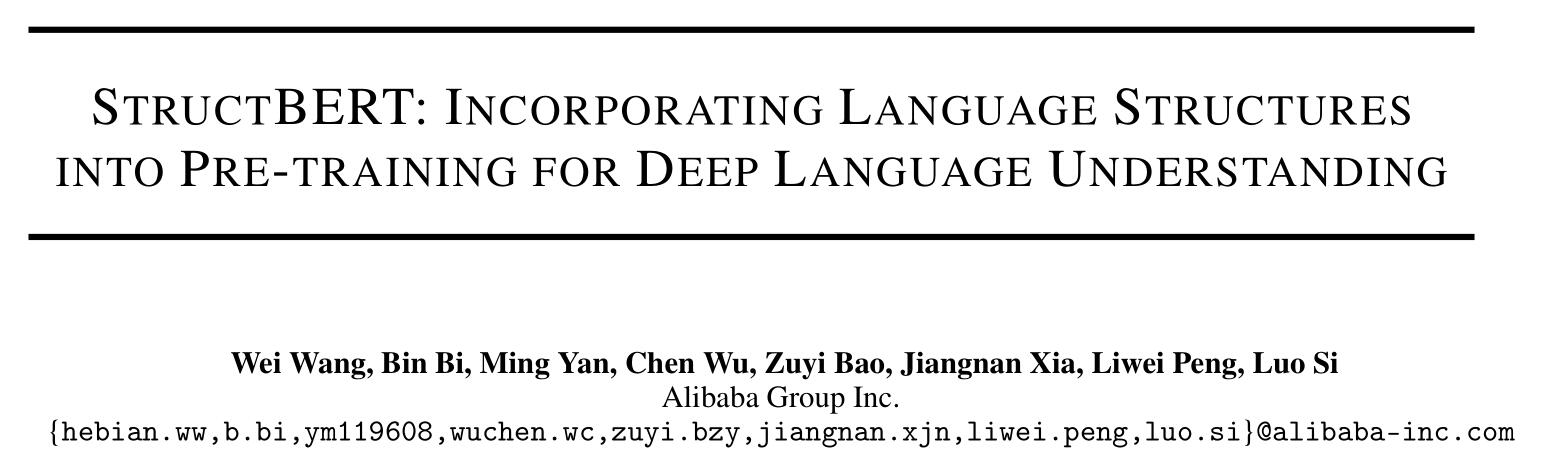 STRUCTBERT: INCORPORATING LANGUAGE STRUCTURES
INTO PRE-TRAINING FOR DEEP LANGUAGE UNDERSTANDING
Wei Wang, Bin Bi, Ming Yan, Chen Wu, Zuyi Bao, Jiangnan Xia, Liwei Peng, Luo Si
Alibaba Group Inc.
{hebian.ww,b.bi,ym119608,wuchen.wc,zuyi.bzy,jiangnan.xjn,liwei.peng,luo.si}@alibaba-inc.com